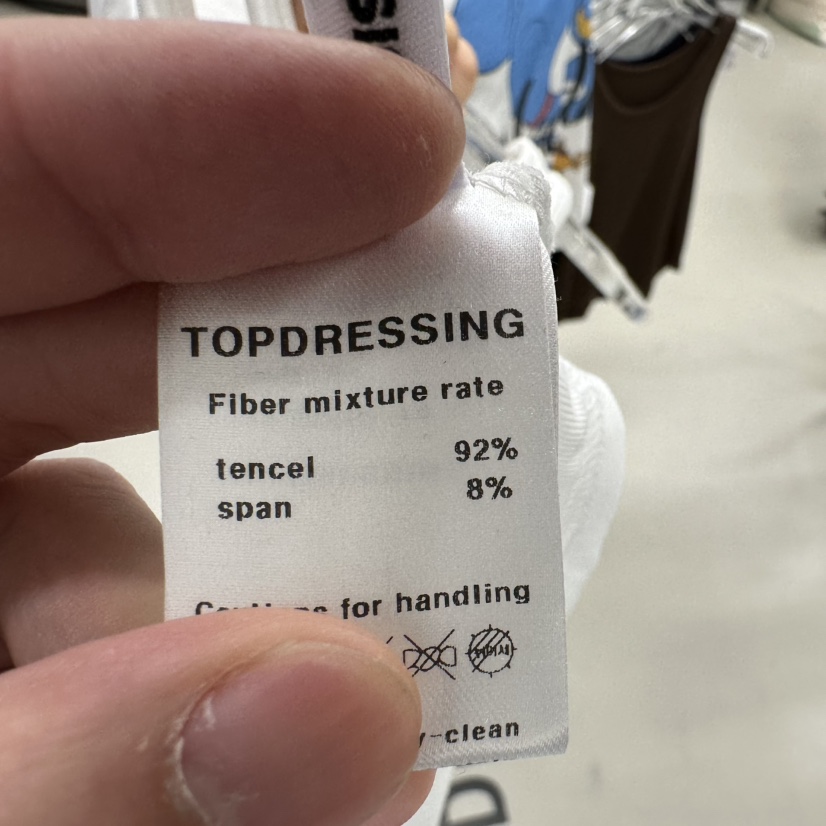 TOPDRESSING
Fiber mixture rate
tencel 92%
span 8%
for handling
-clean